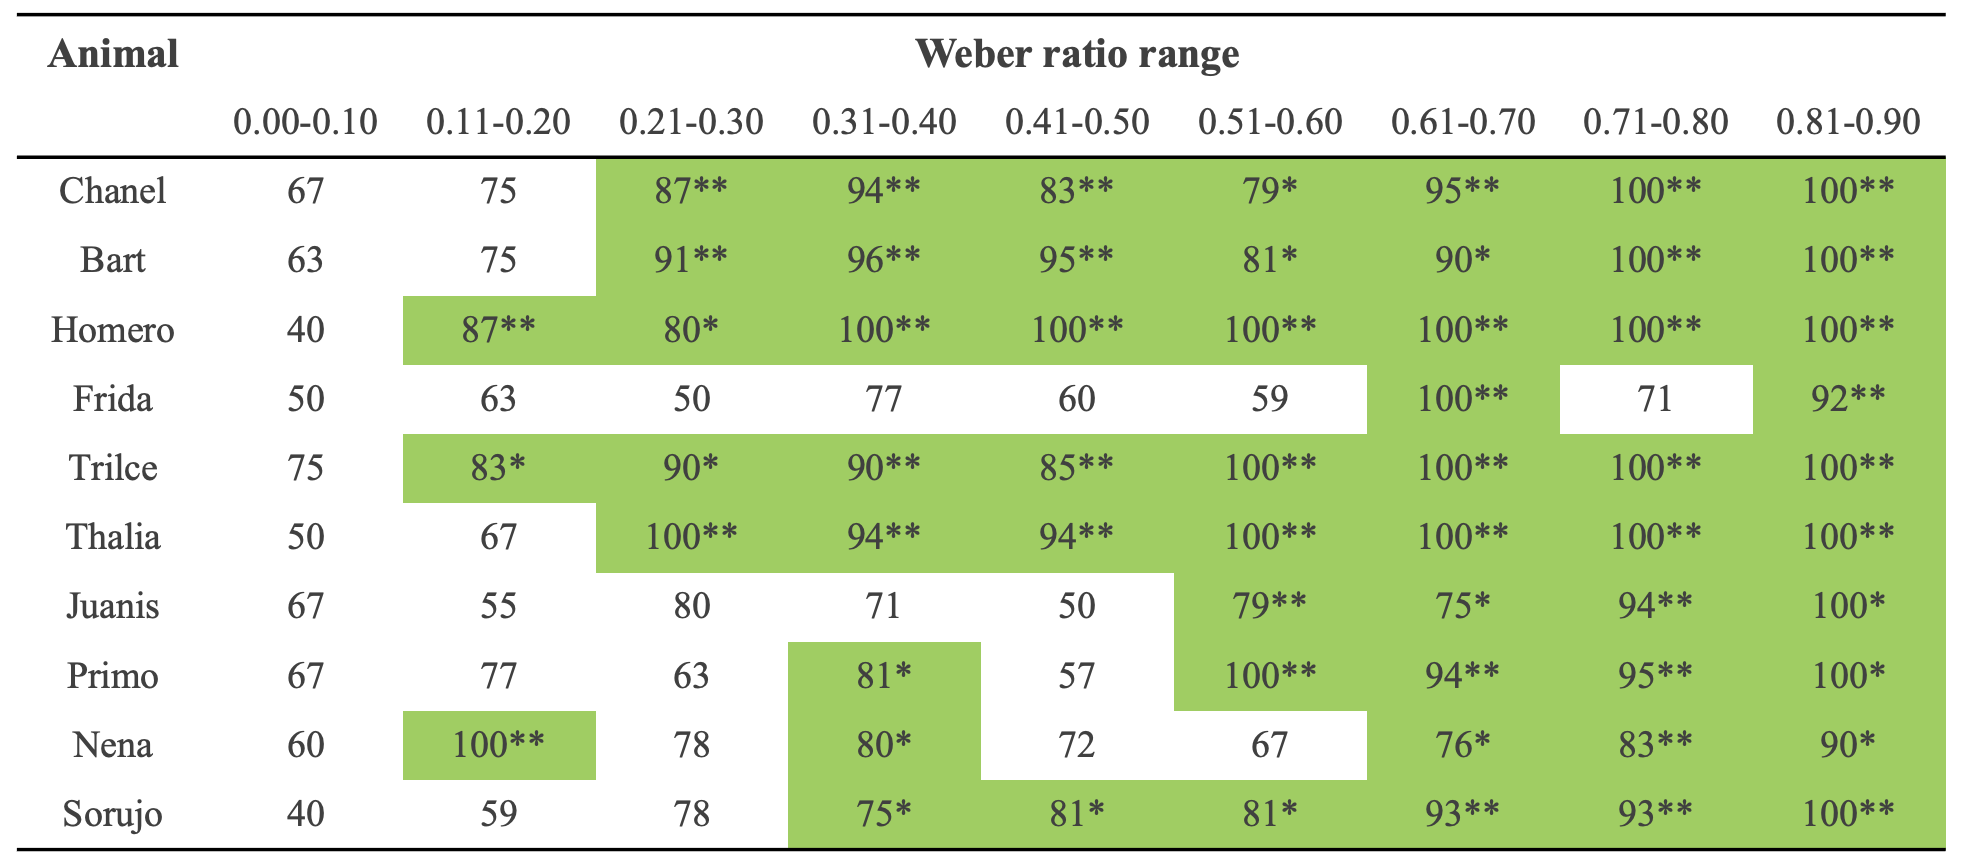 Animal Weber ratio range
0.00-0.10 0.11-0.20 0.21-0.30 0.31-0.40 0.41-0.50 0.51-0.60 0.61-0.70 0.71-0.80 0.81-0.90
Chanel 67 75 87** 94** 83** 79* 95** 100** 100**
Bart 63 75 91** 96** 95** 81* 90* 100** 100**
Homero 40 87** 80* 100** 100** 100** 100** 100** 100**
Frida 50 63 50 77 60 59 100** 71 92**
Trilce 75 83* 90* 90** 85** 100** 100** 100** 100**
Thalia 50 67 100** 94** 94** 100** 100** 100** 100**
Juanis 67 55 80 71 50 79** 75* 94** 100*
Primo 67 77 63 81* 57 100** 94** 95** 100*
Nena 60 100** 78 80* 72 67 76* 83** 90*
Sorujo 40 59 78 75* 81* 81* 93** 93** 100**